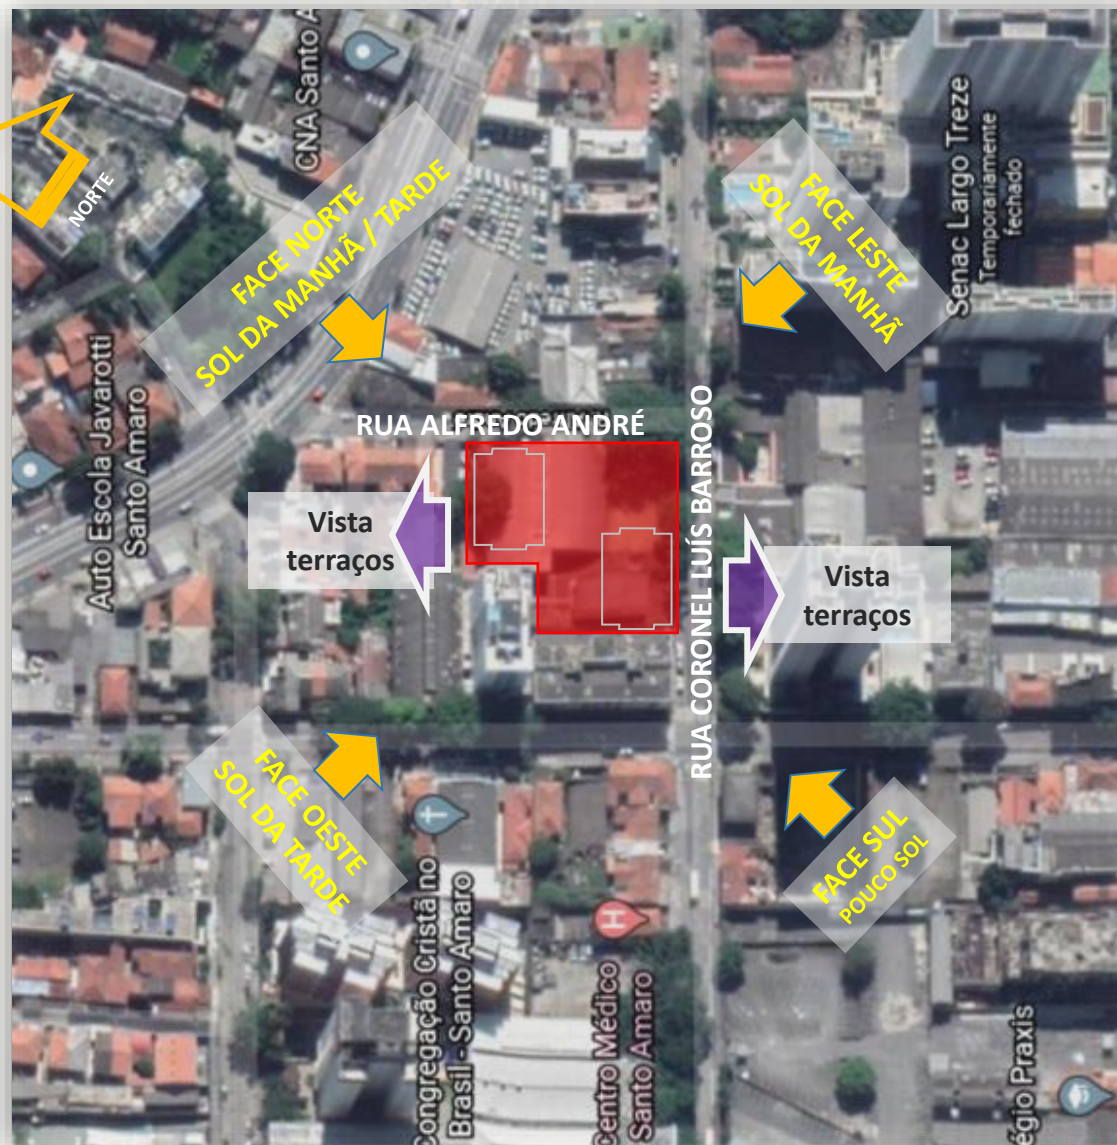 CNA Santo A
NORTE
FACE NORTE
SOL DA MANHÃ / TARDE
FACE LESTE
SOL DA MANHÃ
Senac Largo Treze
Temporariamente
fechado
Auto Escola Javarotti
Santo Amaro
RUA ALFREDO ANDRÉ
RUA CORONEL LUÍS BARROSO
Vista
terraços
Vista
terraços
FACE OESTE
SOL DA TARDE
FACE SUL
POUCO SOL
Congregação Cristã no
Brasil - Santo Amaro
H
Centro Médico
Santo Amaro
égio Praxis